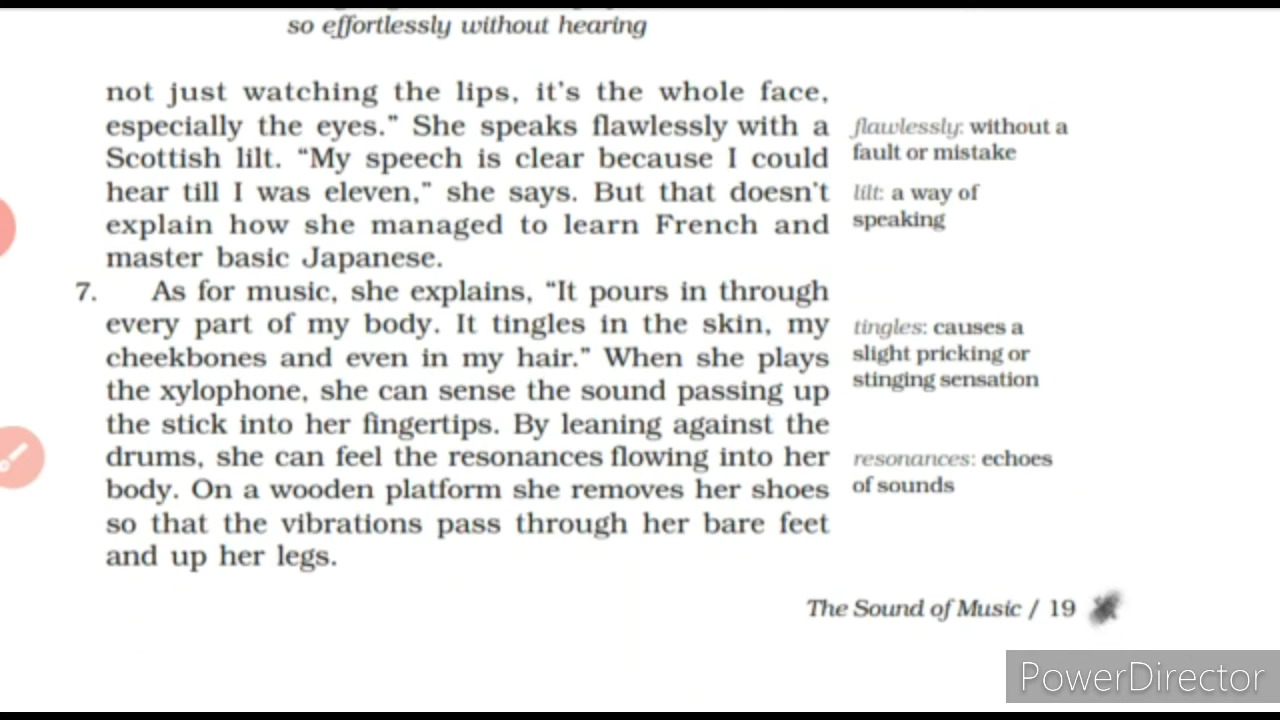 so effortlessly without hearing
not just watching the lips, it's the whole face,
especially the eyes.” She speaks flawlessly with a
Scottish lilt. “My speech is clear because I could
hear till I was eleven,” she says. But that doesn't
explain how she managed to learn French and
master basic Japanese.
7. As for music, she explains, “It pours in through
every part of my body. It tingles in the skin, my
cheekbones and even in my hair.” When she plays
the xylophone, she can sense the sound passing up
the stick into her fingertips. By leaning against the
drums, she can feel the resonances flowing into her
body. On a wooden platform she removes her shoes
so that the vibrations pass through her bare feet
and up her legs.
flawlessly: without a
fault or mistake
lilt: a way of
speaking
tingles: causes a
slight pricking or
stinging sensation
resonances: echoes
of sounds
The Sound of Music / 19
PowerDirector